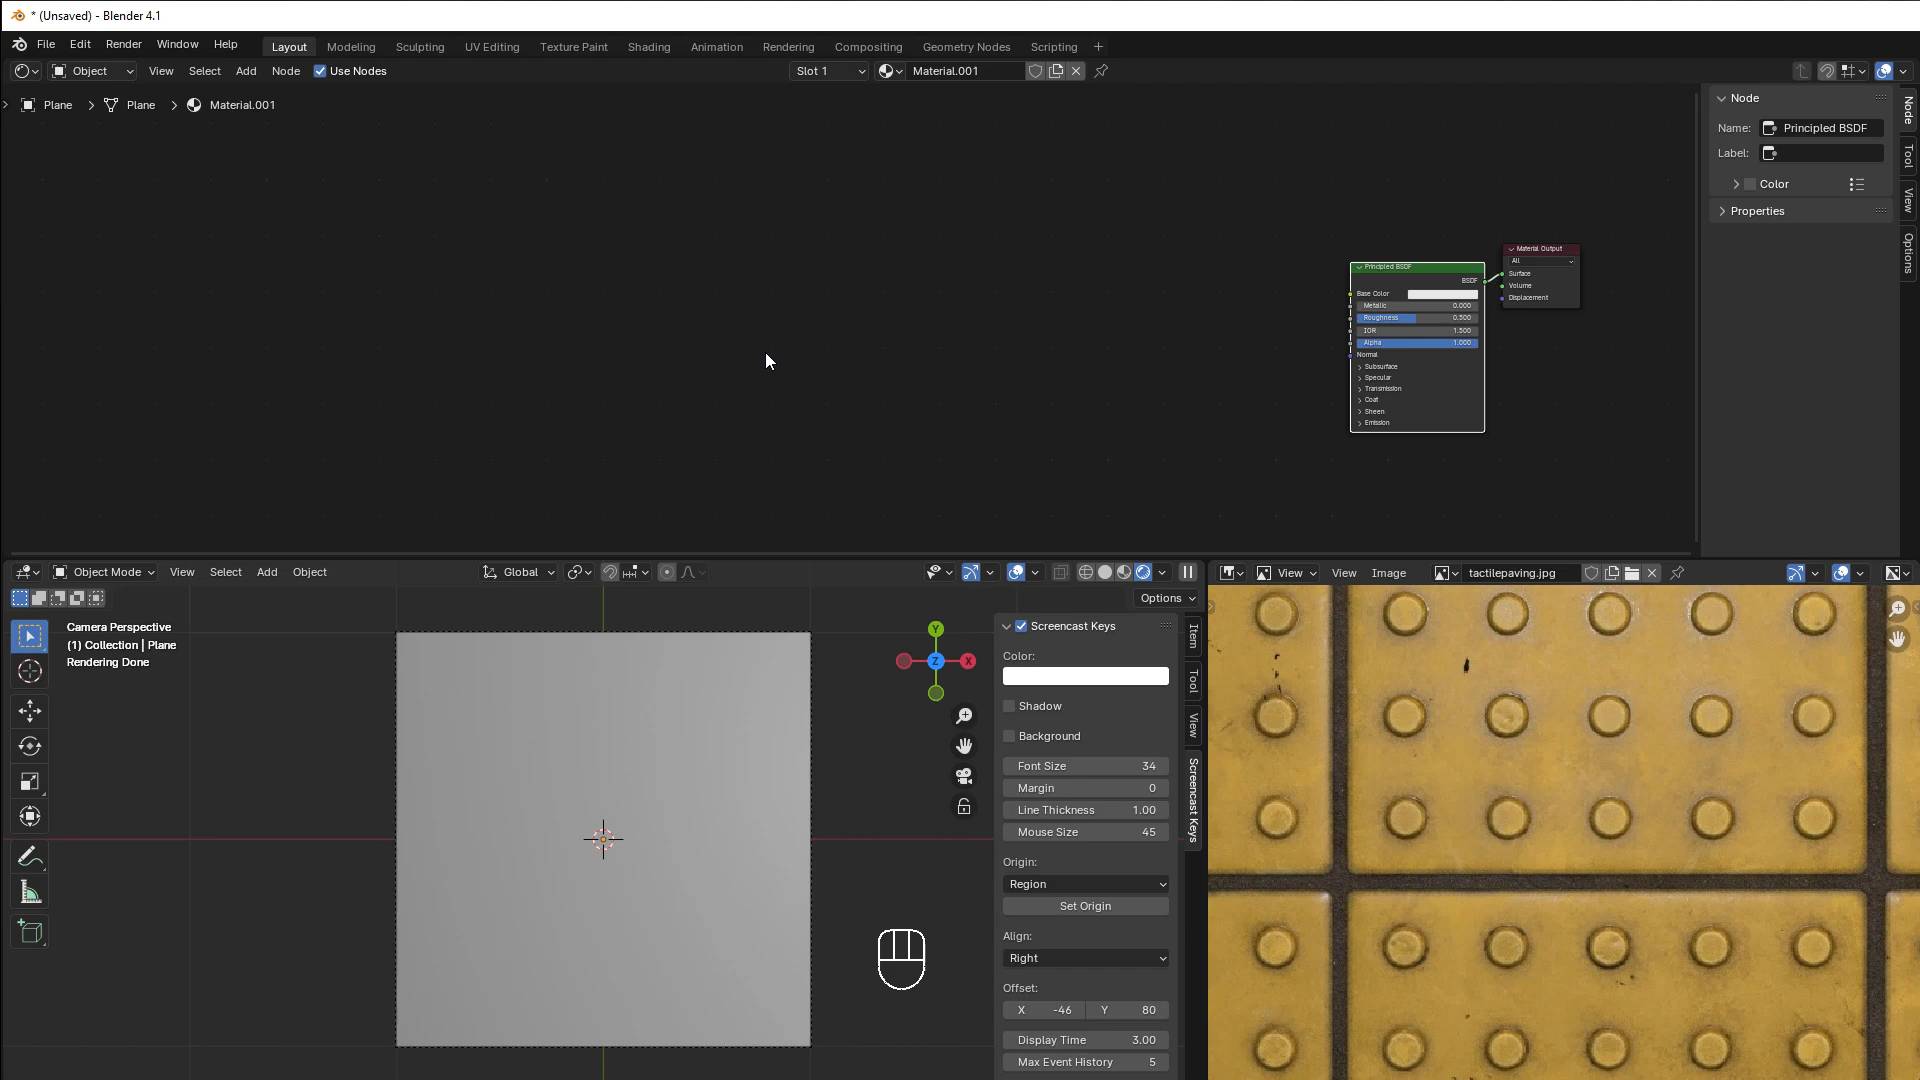 * (Unsaved) - Blender 4.1
File Edit Render Window Help Layout Modeling Sculpting UV Editing Texture Paint Shading Animation Rendering Compositing Geometry Nodes Scripting +
Object View Select Add Node Use Nodes Slot 1 Material.001
Plane Plane Material.001
Node
Name: Principled BSDF
Label:
Color
Properties
Node
Tool
View
Options
Principled BSDF
BSDF
Base Color
Metallic 0.000
Roughness 0.500
IOR 1.500
Alpha 1.000
Normal
Subsurface
Specular
Transmission
Coat
Sheen
Emission
Material Output
All
Surface
Volume
Displacement
Object Mode View Select Add Object Global
Options
Camera Perspective
(1) Collection | Plane
Rendering Done
Y
Z X
Screencast Keys
Color:
Shadow
Background
Font Size 34
Margin 0
Line Thickness 1.00
Mouse Size 45
Origin:
Region
Set Origin
Align:
Right
Offset:
X -46 Y 80
Display Time 3.00
Max Event History 5
Item
Tool
View
Screencast Keys
View View Image tactilepaving.jpg